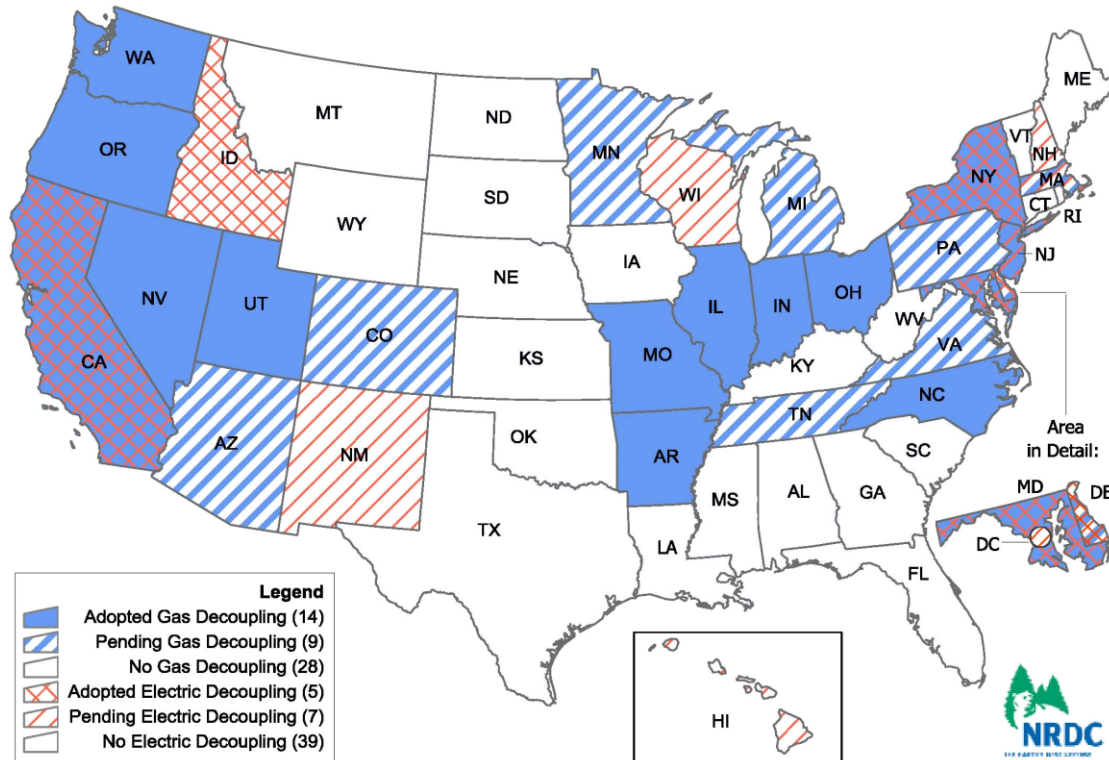 WA
MT
ND
ME
OR
ID
MN
VT
NH
SD
WI
NY
MA
WY
MI
CT
RI
IA
PA
NJ
NE
NV
UT
IL
IN
OH
CO
WV
VA
KS
MO
CA
KY
NC
TN
AZ
NM
OK
AR
SC
Area
in Detail:
MS
AL
GA
MD
DE
TX
LA
DC
FL
Legend
Adopted Gas Decoupling (14)
Pending Gas Decoupling (9)
No Gas Decoupling (28)
Adopted Electric Decoupling (5)
Pending Electric Decoupling (7)
No Electric Decoupling (39)
HI
NRDC
THE EARTH'S BEST DEFENSE